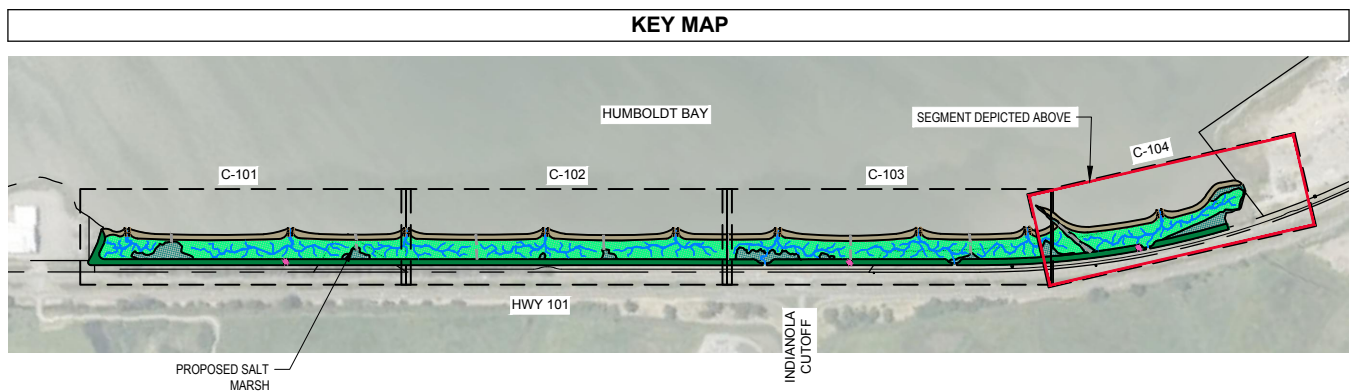 KEY MAP
HUMBOLDT BAY
SEGMENT DEPICTED ABOVE
C-101
C-102
C-103
C-104
HWY 101
INDIANOLA
CUTOFF
PROPOSED SALT
MARSH